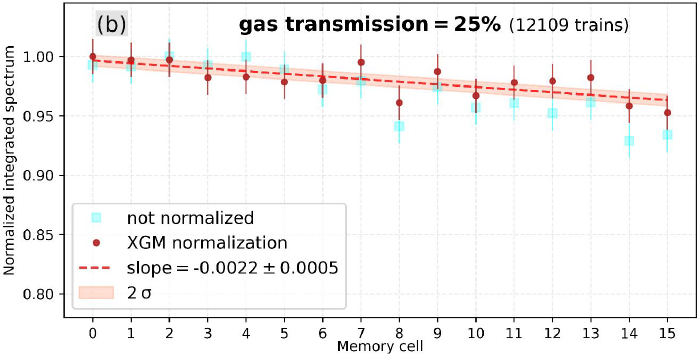 (b)
gas transmission = 25% (12109 trains)
Normalized integrated spectrum
1.00
0.95
0.90
0.85
0.80
not normalized
XGM normalization
slope = -0.0022 ± 0.0005
2 σ
0 1 2 3 4 5 6 7 8 9 10 11 12 13 14 15
Memory cell